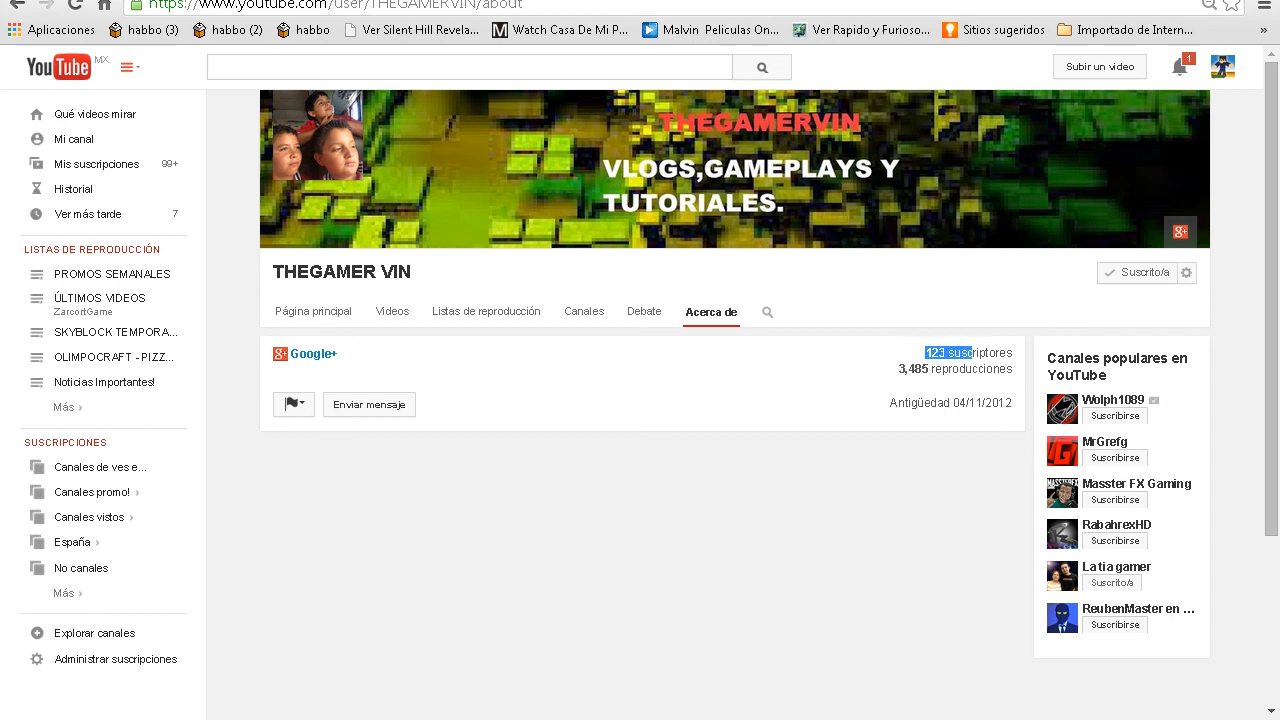 https://www.youtube.com/user/THEGAMERVIN/about
Aplicaciones habbo (3) habbo (2) habbo Ver Silent Hill Revela... Watch Casa De Mi P... Malvin Peliculas On... Ver Rapido y Furioso... Sitios sugeridos Importado de Intern... »
YouTube MX Subir un video 1
THEGAMERVIN
VLOGS,GAMEPLAYS Y
TUTORIALES.
Qué videos mirar
Mi canal
Mis suscripciones 99+
Historial
Ver más tarde 7
LISTAS DE REPRODUCCIÓN
PROMOS SEMANALES
ÚLTIMOS VIDEOS
ZarcortGame
SKYBLOCK TEMPORA...
OLIMPOCRAFT - PIZZ...
Noticias Importantes!
Más ›
SUSCRIPCIONES
Canales de ves e...
Canales promo! ›
Canales vistos ›
España ›
No canales
Más ›
Explorar canales
Administrar suscripciones
THEGAMER VIN
Suscrito/a
Página principal Videos Listas de reproducción Canales Debate Acerca de
Google+
123 suscriptores
3,485 reproducciones
Enviar mensaje
Antigüedad 04/11/2012
Canales populares en
YouTube
Wolph1089
Suscribirse
MrGrefg
Suscribirse
Masster FX Gaming
Suscribirse
RabahrexHD
Suscribirse
La tia gamer
Suscrito/a
ReubenMaster en ...
Suscribirse